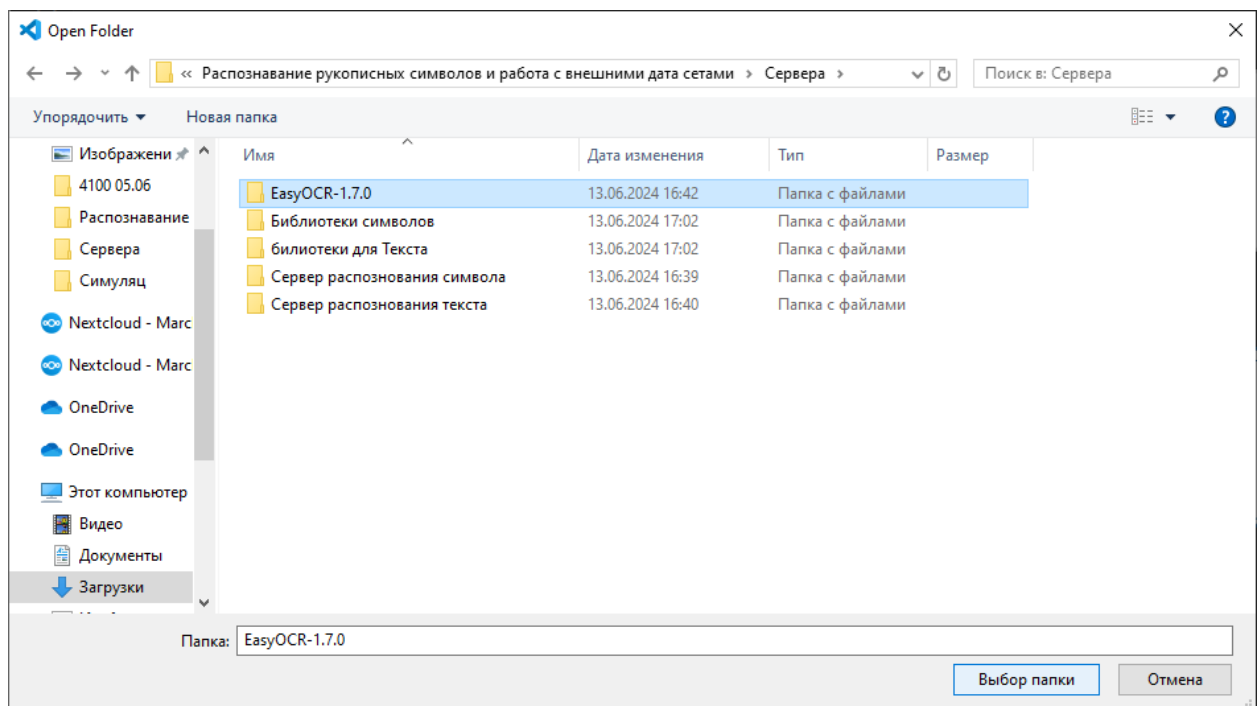 Open Folder
« Распознавание рукописных символов и работа с внешними дата сетами › Сервера ›
Поиск в: Сервера
Упорядочить
Новая папка
Имя Дата изменения Тип Размер
EasyOCR-1.7.0 13.06.2024 16:42 Папка с файлами
Библиотеки символов 13.06.2024 17:02 Папка с файлами
билиотеки для Текста 13.06.2024 17:02 Папка с файлами
Сервер распознования символа 13.06.2024 16:39 Папка с файлами
Сервер распознования текста 13.06.2024 16:40 Папка с файлами
Изображени
4100 05.06
Распознавание
Сервера
Симуляц
Nextcloud - Marc
Nextcloud - Marc
OneDrive
OneDrive
Этот компьютер
Видео
Документы
Загрузки
Папка: EasyOCR-1.7.0
Выбор папки
Отмена